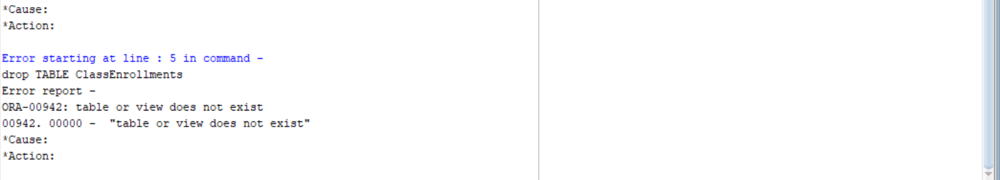 *Cause:
*Action:
Error starting at line : 5 in command -
drop TABLE ClassEnrollments
Error report -
ORA-00942: table or view does not exist
00942. 00000 -  "table or view does not exist"
*Cause:
*Action: